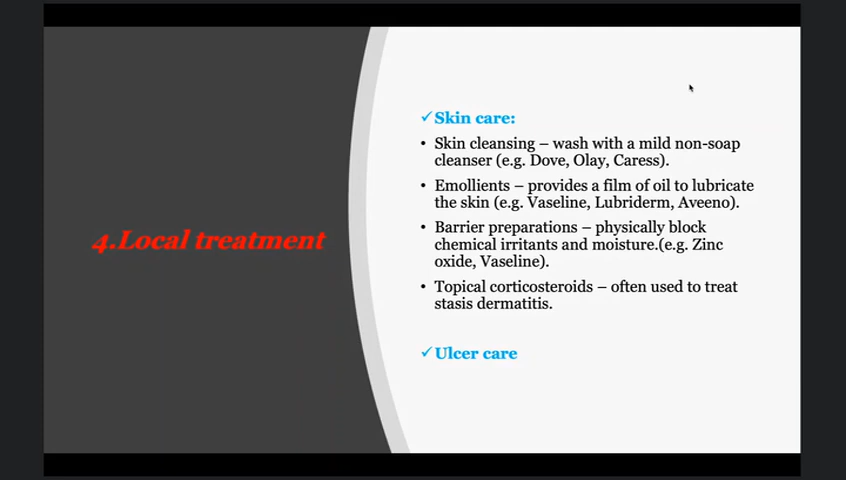 4.Local treatment
✓Skin care:
• Skin cleansing – wash with a mild non-soap
cleanser (e.g. Dove, Olay, Caress).
• Emollients – provides a film of oil to lubricate
the skin (e.g. Vaseline, Lubriderm, Aveeno).
• Barrier preparations – physically block
chemical irritants and moisture.(e.g. Zinc
oxide, Vaseline).
• Topical corticosteroids – often used to treat
stasis dermatitis.
✓Ulcer care